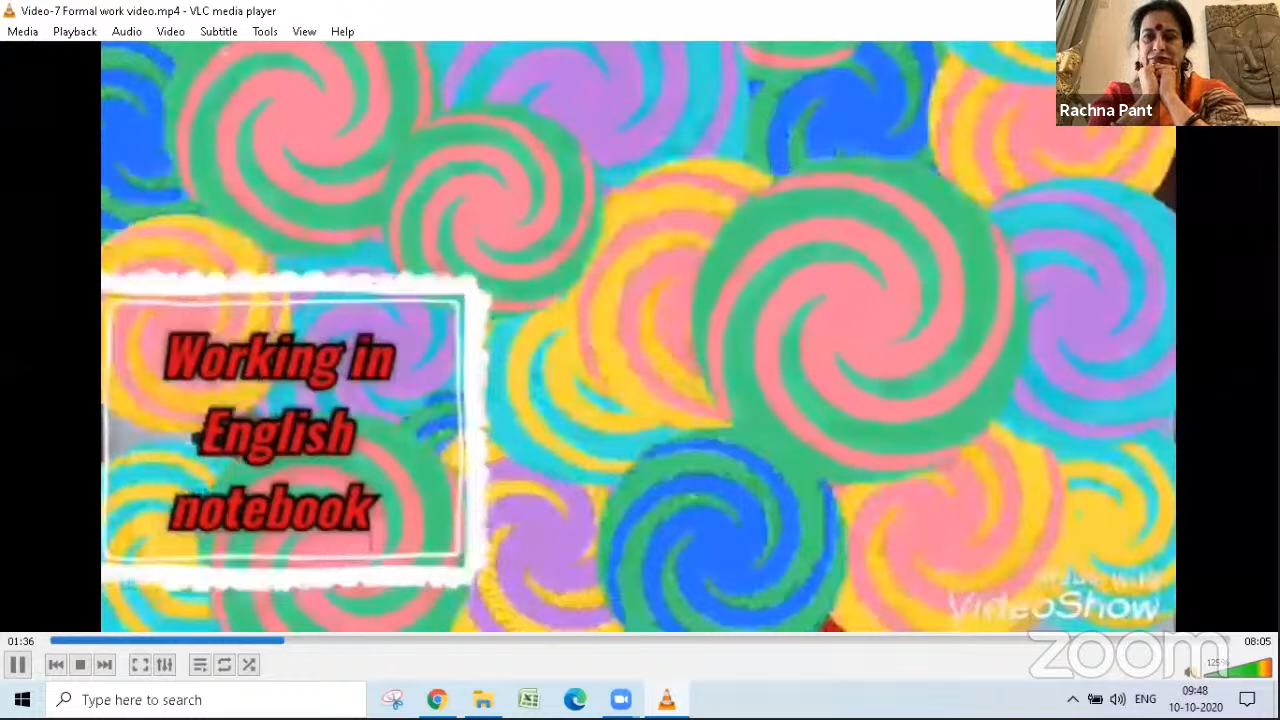 Video-7 Formal work video.mp4 - VLC media player
Media Playback Audio Video Subtitle Tools View Help
Rachna Pant
Working in
English
notebook
VideoShow
zoom
01:36
08:05
125%
Type here to search
ENG
09:48
10-10-2020